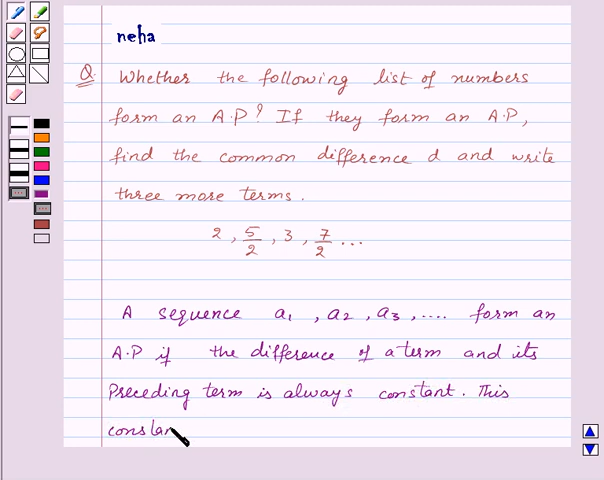 neha
Q. Whether the following list of numbers
form an A.P? If they form an A.P,
find the common difference d and write
three more terms.
2, 5/2, 3, 7/2 ...
A sequence a₁, a₂, a₃, .... form an
A.P if the difference of a term and its
Preceding term is always constant. This
constan